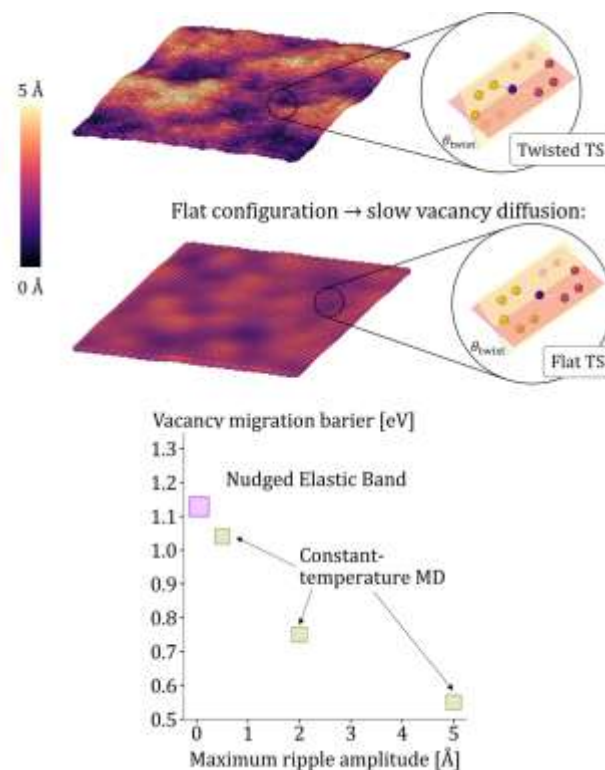 5 Å
0 Å
θtwist
Twisted TS
Flat configuration → slow vacancy diffusion:
θtwist
Flat TS
Vacancy migration barier [eV]
1.3
1.2
1.1
1.0
0.9
0.8
0.7
0.6
0.5
Nudged Elastic Band
Constant-
temperature MD
0 1 2 3 4 5
Maximum ripple amplitude [Å]